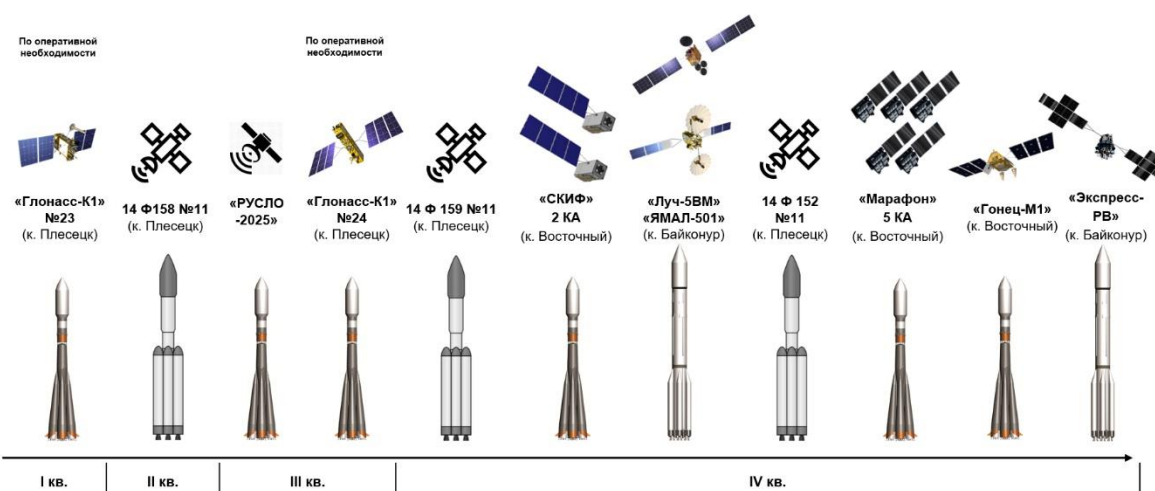 По оперативной
необходимости
По оперативной
необходимости
«Глонасс-К1»
№23
(к. Плесецк)
14 Ф158 №11
(к. Плесецк)
«РУСЛО
-2025»
«Глонасс-К1»
№24
(к. Плесецк)
14 Ф 159 №11
(к. Плесецк)
«СКИФ»
2 КА
(к. Восточный)
«Луч-5ВМ»
«ЯМАЛ-501»
(к. Байконур)
14 Ф 152
№11
(к. Плесецк)
«Марафон»
5 КА
(к. Восточный)
«Гонец-М1»
(к. Восточный)
«Экспресс-
РВ»
(к. Байконур)
I кв.
II кв.
III кв.
IV кв.